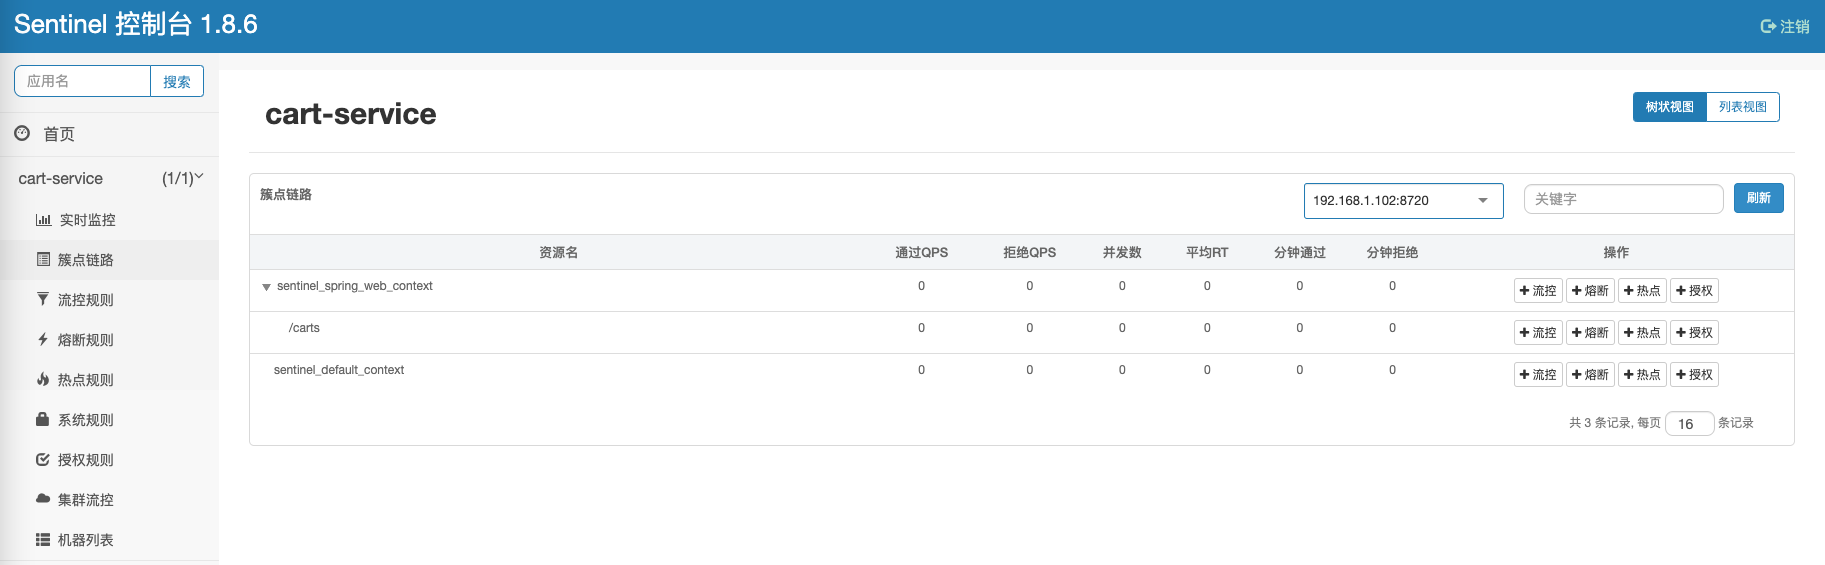 Sentinel 控制台 1.8.6
注销
应用名
搜索
首页
cart-service (1/1)
实时监控
簇点链路
流控规则
熔断规则
热点规则
系统规则
授权规则
集群流控
机器列表
cart-service
树状视图 列表视图
簇点链路 192.168.1.102:8720 关键字 刷新
资源名 通过QPS 拒绝QPS 并发数 平均RT 分钟通过 分钟拒绝 操作
sentinel_spring_web_context 0 0 0 0 0 0 +流控 +熔断 +热点 +授权
/carts 0 0 0 0 0 0 +流控 +熔断 +热点 +授权
sentinel_default_context 0 0 0 0 0 0 +流控 +熔断 +热点 +授权
共 3 条记录, 每页 16 条记录